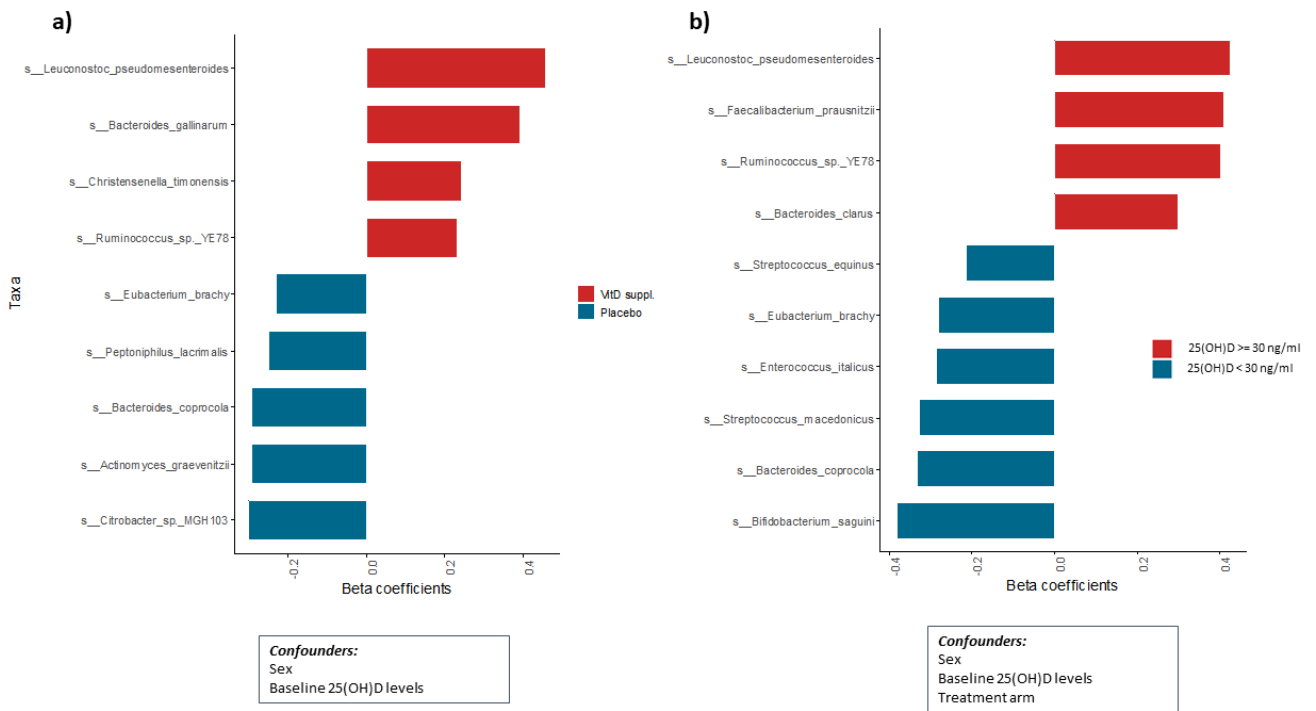 a)
s__Leuconostoc_pseudomesenteroides
s__Bacteroides_gallinarum
s__Christensenella_timonensis
s__Ruminococcus_sp._YE78
s__Eubacterium_brachy
s__Peptoniphilus_lacrimalis
s__Bacteroides_coprocola
s__Actinomyces_graevenitzii
s__Citrobacter_sp._MGH103
Taxa
-0.2
0.0
0.2
0.4
Beta coefficients
VitD suppl.
Placebo
Confounders:
Sex
Baseline 25(OH)D levels
b)
s__Leuconostoc_pseudomesenteroides
s__Faecalibacterium_prausnitzii
s__Ruminococcus_sp._YE78
s__Bacteroides_clarus
s__Streptococcus_equinus
s__Eubacterium_brachy
s__Enterococcus_italicus
s__Streptococcus_macedonicus
s__Bacteroides_coprocola
s__Bifidobacterium_saguini
-0.4
-0.2
0.0
0.2
0.4
Beta coefficients
25(OH)D >= 30 ng/ml
25(OH)D < 30 ng/ml
Confounders:
Sex
Baseline 25(OH)D levels
Treatment arm